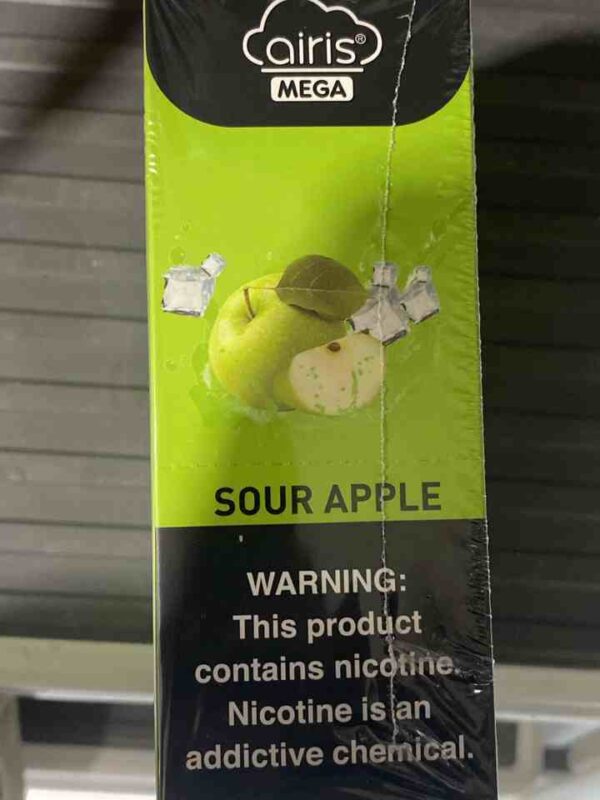 airis®
MEGA
SOUR APPLE
WARNING:
This product
contains nicotine.
Nicotine is an
addictive chemical.